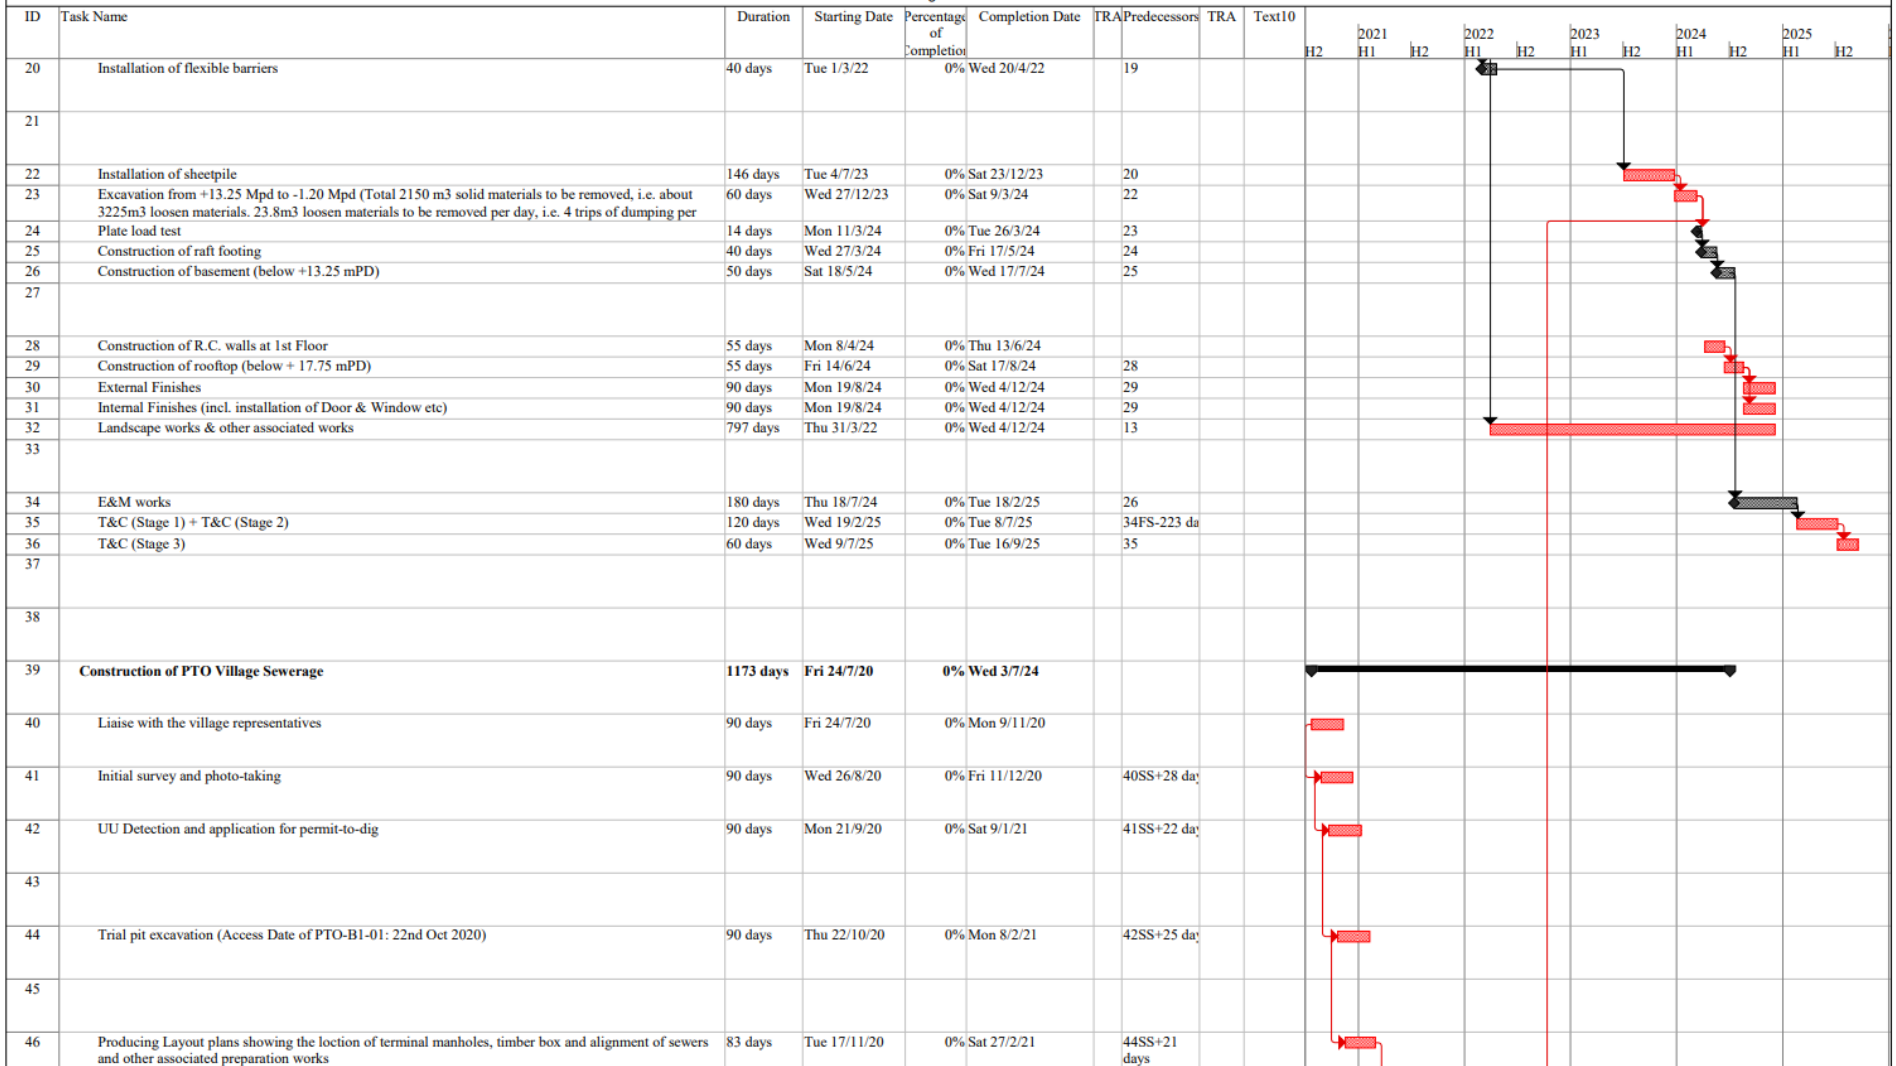 ID Task Name Duration Starting Date Percentage of Completion Completion Date TRA Predecessors TRA Text10
2021 2022 2023 2024 2025
H2 H1 H2 H1 H2 H1 H2 H1 H2 H1 H2
20 Installation of flexible barriers 40 days Tue 1/3/22 0% Wed 20/4/22 19
21
22 Installation of sheetpile 146 days Tue 4/7/23 0% Sat 23/12/23 20
23 Excavation from +13.25 Mpd to -1.20 Mpd (Total 2150 m3 solid materials to be removed, i.e. about 60 days Wed 27/12/23 0% Sat 9/3/24 22
3225m3 loosen materials. 23.8m3 loosen materials to be removed per day, i.e. 4 trips of dumping per
24 Plate load test 14 days Mon 11/3/24 0% Tue 26/3/24 23
25 Construction of raft footing 40 days Wed 27/3/24 0% Fri 17/5/24 24
26 Construction of basement (below +13.25 mPD) 50 days Sat 18/5/24 0% Wed 17/7/24 25
27
28 Construction of R.C. walls at 1st Floor 55 days Mon 8/4/24 0% Thu 13/6/24
29 Construction of rooftop (below + 17.75 mPD) 55 days Fri 14/6/24 0% Sat 17/8/24 28
30 External Finishes 90 days Mon 19/8/24 0% Wed 4/12/24 29
31 Internal Finishes (incl. installation of Door & Window etc) 90 days Mon 19/8/24 0% Wed 4/12/24 29
32 Landscape works & other associated works 797 days Thu 31/3/22 0% Wed 4/12/24 13
33
34 E&M works 180 days Thu 18/7/24 0% Tue 18/2/25 26
35 T&C (Stage 1) + T&C (Stage 2) 120 days Wed 19/2/25 0% Tue 8/7/25 34FS-223 da
36 T&C (Stage 3) 60 days Wed 9/7/25 0% Tue 16/9/25 35
37
38
39 Construction of PTO Village Sewerage 1173 days Fri 24/7/20 0% Wed 3/7/24
40 Liaise with the village representatives 90 days Fri 24/7/20 0% Mon 9/11/20
41 Initial survey and photo-taking 90 days Wed 26/8/20 0% Fri 11/12/20 40SS+28 day
42 UU Detection and application for permit-to-dig 90 days Mon 21/9/20 0% Sat 9/1/21 41SS+22 day
43
44 Trial pit excavation (Access Date of PTO-B1-01: 22nd Oct 2020) 90 days Thu 22/10/20 0% Mon 8/2/21 42SS+25 day
45
46 Producing Layout plans showing the loction of terminal manholes, timber box and alignment of sewers 83 days Tue 17/11/20 0% Sat 27/2/21 44SS+21
and other associated preparation works days